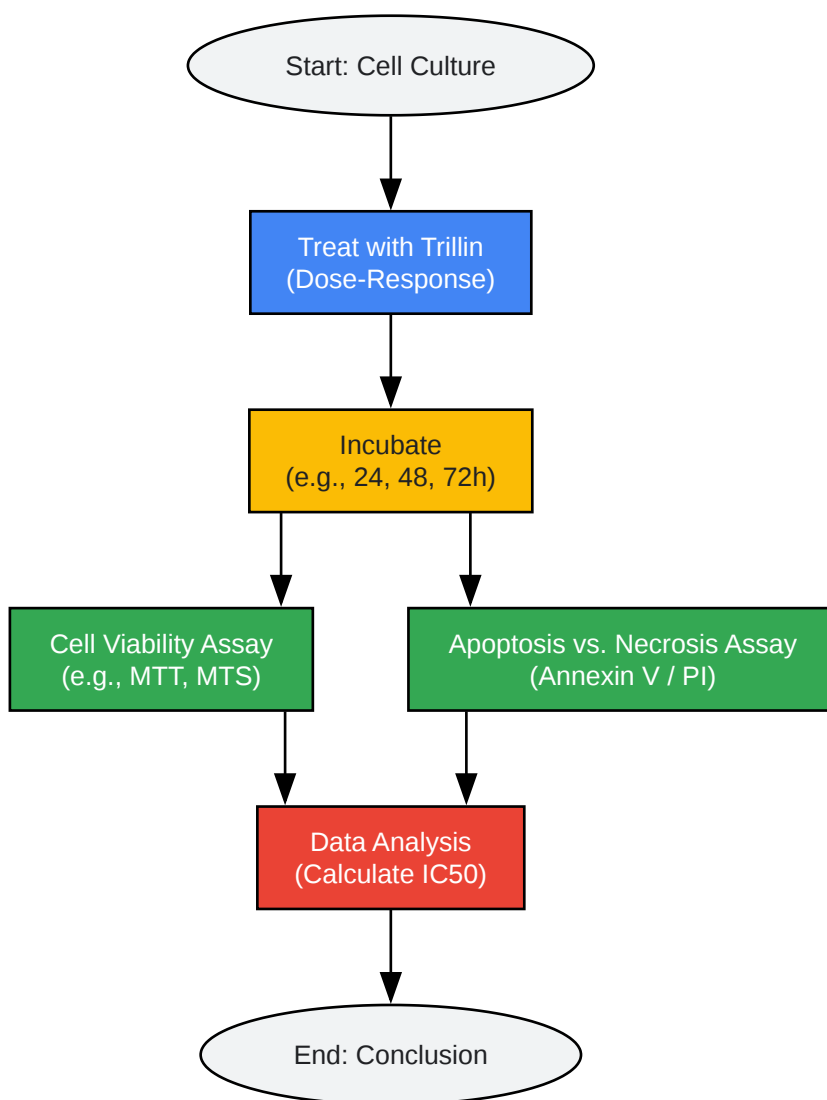 Start: Cell Culture
Treat with Trillin
(Dose-Response)
Incubate
(e.g., 24, 48, 72h)
Cell Viability Assay
(e.g., MTT, MTS)
Apoptosis vs. Necrosis Assay
(Annexin V / PI)
Data Analysis
(Calculate IC50)
End: Conclusion